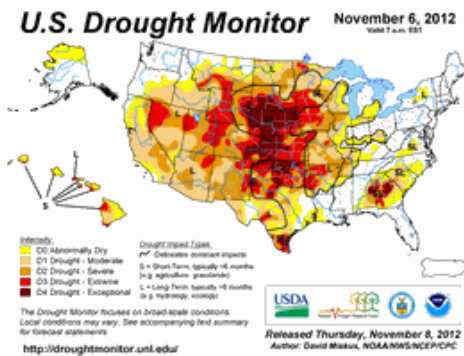 U.S. Drought Monitor
November 6, 2012
Valid 7 a.m. EST
L
L
L
L
L
S
SL
SL
Intensity:
D0 Abnormally Dry
D1 Drought - Moderate
D2 Drought - Severe
D3 Drought - Extreme
D4 Drought - Exceptional
Drought Impact Types:
Delineates dominant impacts
S = Short-Term, typically <6 months
(e.g. agriculture, grasslands)
L = Long-Term, typically >6 months
(e.g. hydrology, ecology)
The Drought Monitor focuses on broad-scale conditions.
Local conditions may vary. See accompanying text summary
for forecast statements.
http://droughtmonitor.unl.edu/
USDA
Released Thursday, November 8, 2012
Author: David Miskus, NOAA/NWS/NCEP/CPC